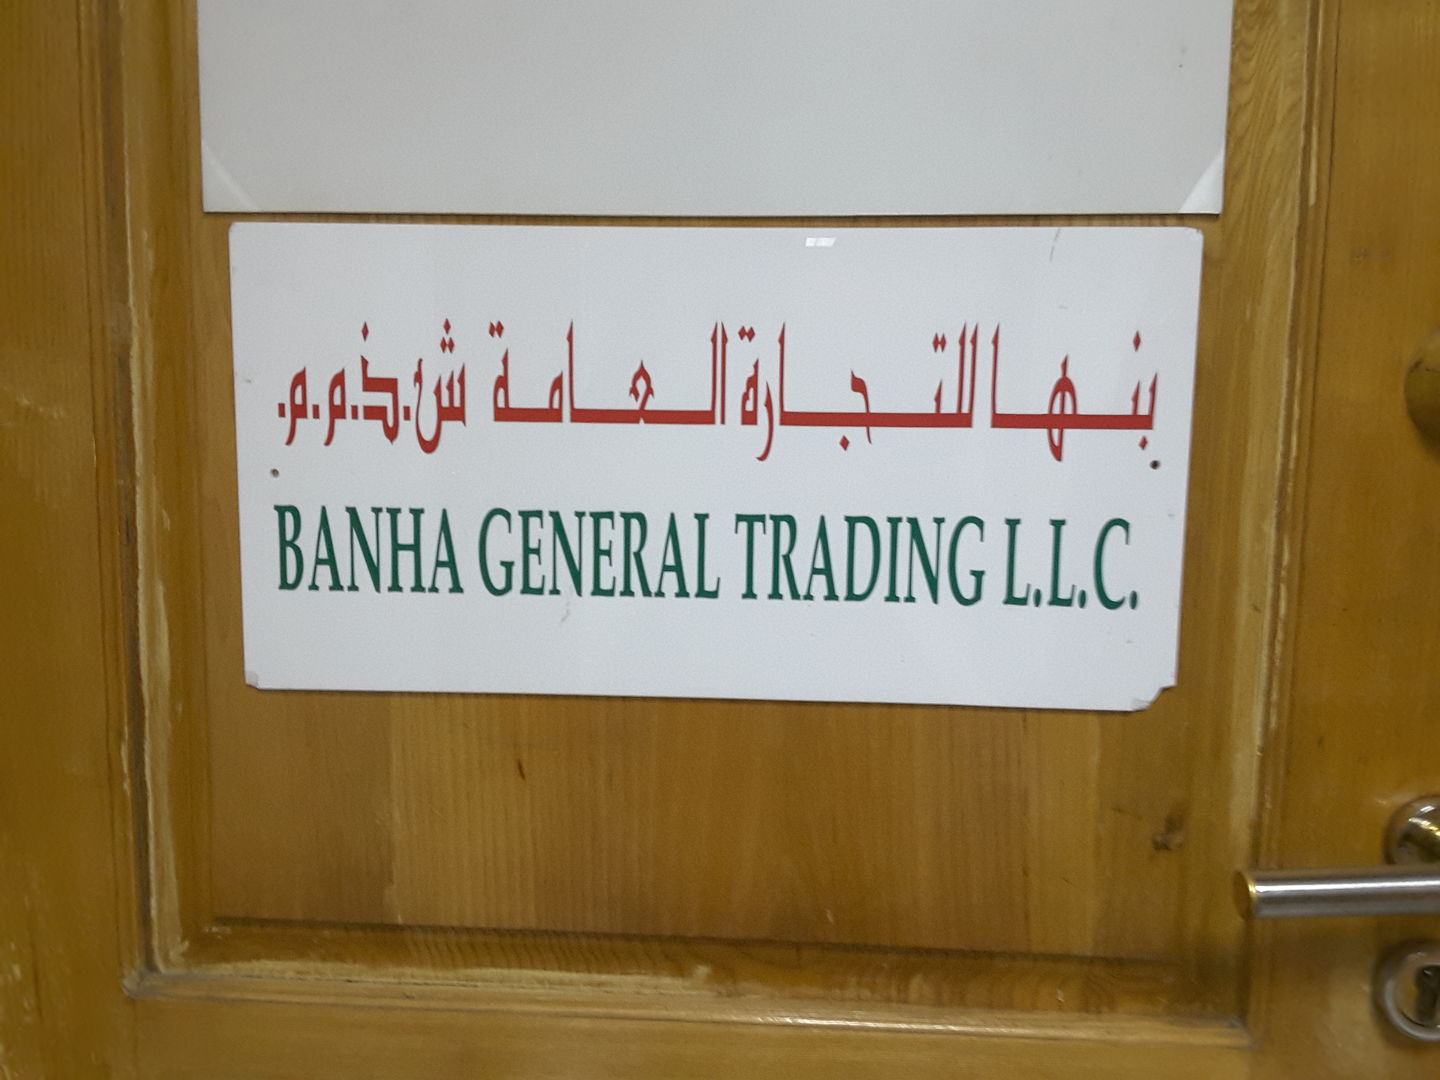 بنها للتجارة العامة ش.ذ.م.م.
BANHA GENERAL TRADING L.L.C.